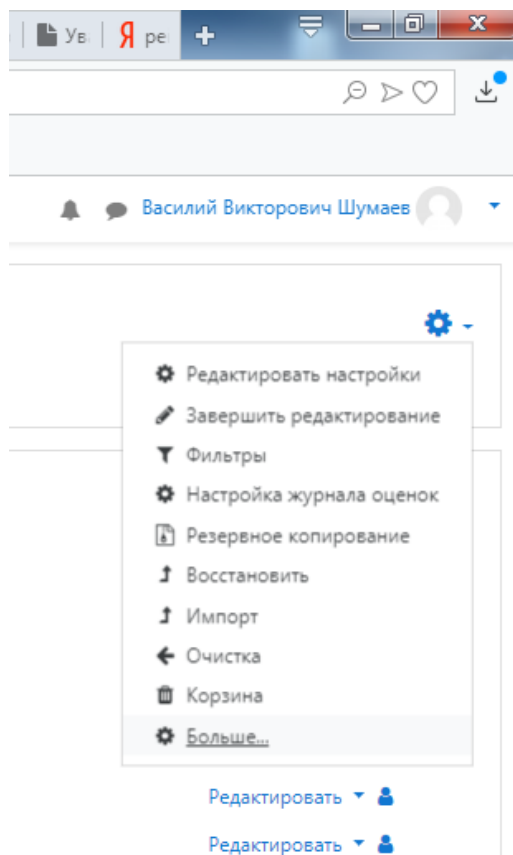 Ув
Я ре
Василий Викторович Шумаев
Редактировать настройки
Завершить редактирование
Фильтры
Настройка журнала оценок
Резервное копирование
Восстановить
Импорт
Очистка
Корзина
Больше...
Редактировать
Редактировать